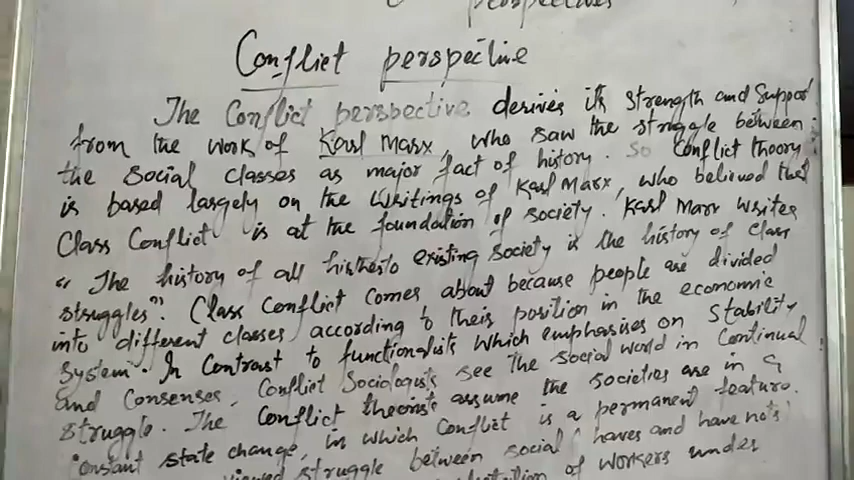 perspectives
Conflict perspective
The Conflict perspective derives its strength and Support
from the work of Karl Marx, who saw the struggle between
the social classes as major fact of history. So Conflict theory
is based largely on the writings of Karl Marx, who believed that
Class Conflict is at the foundation of society. Karl Marx writes
" The history of all hitherto existing society is the history of class
struggles". Class Conflict comes about because people are divided
into different classes according to their position in the economic
system. In contrast to functionalists which emphasises on Stability
and Consenses, Conflict Sociologists see the social world in Continual
struggle. The Conflict theorists assume the societies are in a
Constant state change, in which Conflict is a permanent feature.
viewed struggle between social 'haves and have nots'
of workers under